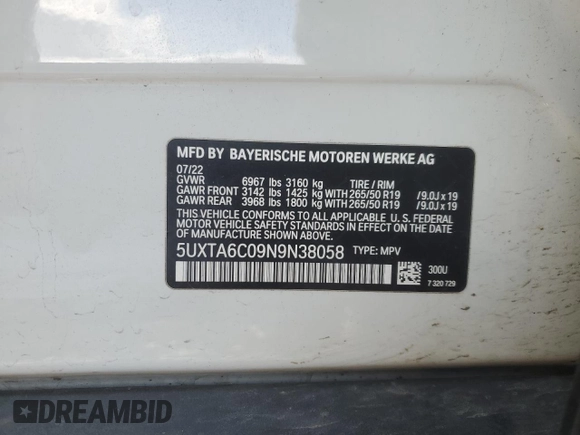 MFD BY BAYERISCHE MOTOREN WERKE AG
07/22
GVWR 6967 lbs 3160 kg TIRE / RIM
GAWR FRONT 3142 lbs 1425 kg WITH 265/50 R19 /9.0J x 19
GAWR REAR 3968 lbs 1800 kg WITH 265/50 R19 /9.0J x 19
THIS VEHICLE CONFORMS TO ALL APPLICABLE U. S. FEDERAL
MOTOR VEHICLE SAFETY STANDARDS IN EFFECT ON THE DATE
OF MANUFACTURE SHOWN ABOVE.
5UXTA6C09N9N38058 TYPE: MPV
300U
7 320 729
DREAMBID